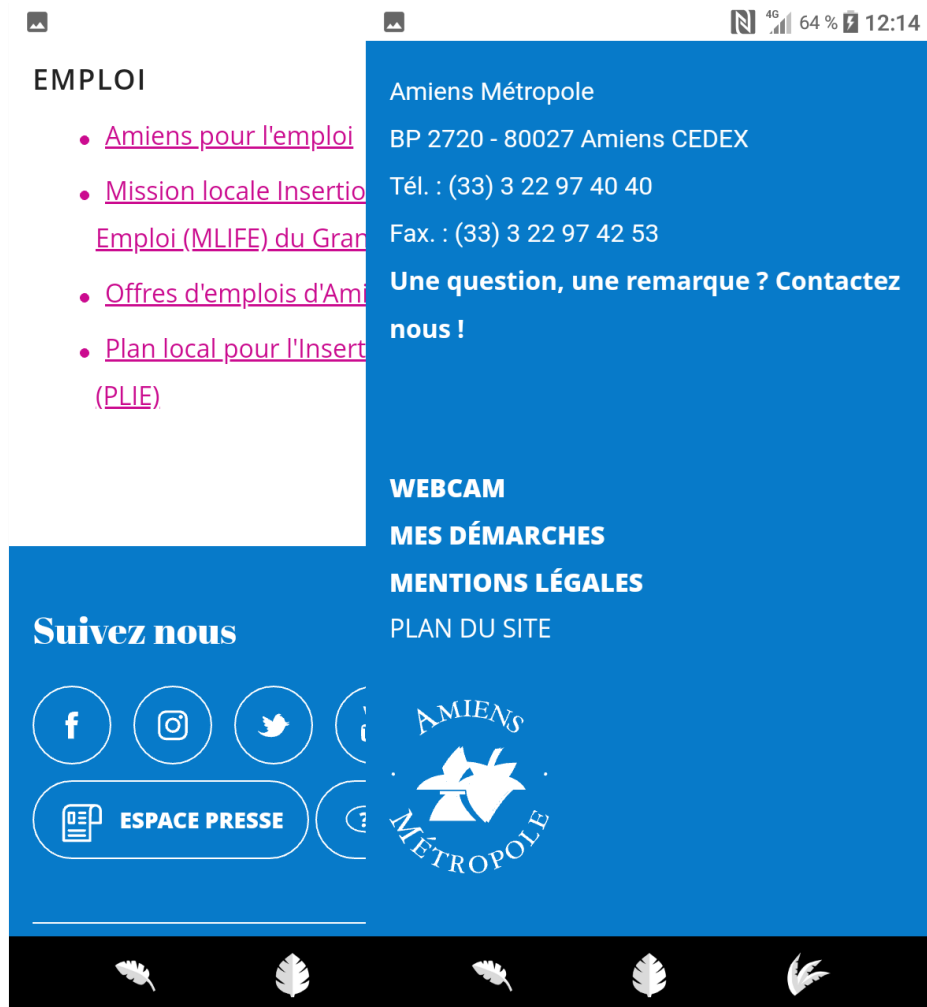 EMPLOI
Amiens pour l'emploi
Mission locale Insertio
Emploi (MLIFE) du Gran
Offres d'emplois d'Ami
Plan local pour l'Insert
(PLIE)
Suivez nous
ESPACE PRESSE
4G 64 % 12:14
Amiens Métropole
BP 2720 - 80027 Amiens CEDEX
Tél. : (33) 3 22 97 40 40
Fax. : (33) 3 22 97 42 53
Une question, une remarque ? Contactez
nous !
WEBCAM
MES DÉMARCHES
MENTIONS LÉGALES
PLAN DU SITE
AMIENS
MÉTROPOLE